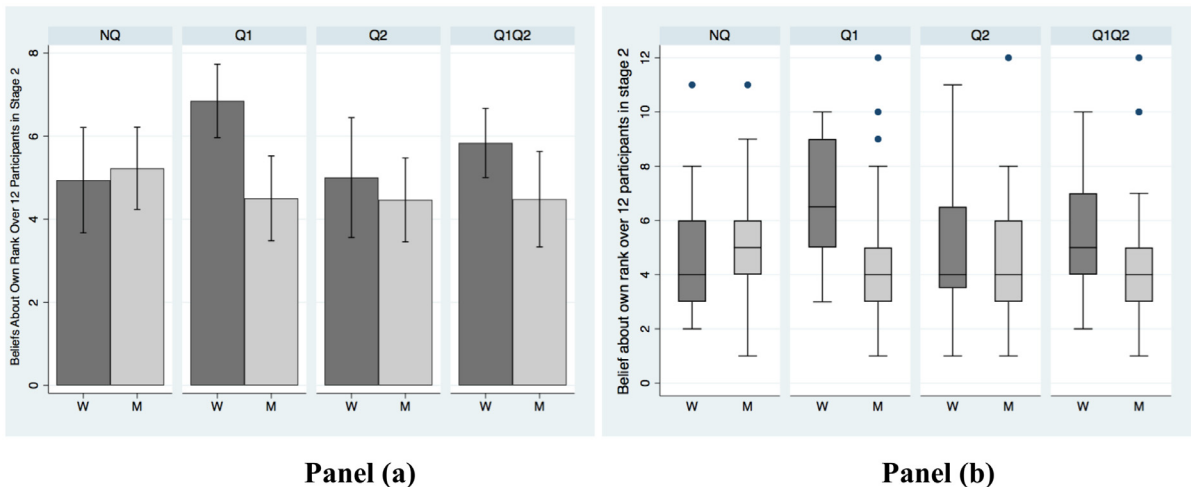 NQ Q1 Q2 Q1Q2
Beliefs About Own Rank Over 12 Participants in Stage 2
8
6
4
2
0
W M W M W M W M
Panel (a)
NQ Q1 Q2 Q1Q2
Belief about own rank over 12 participants in stage 2
12
10
8
6
4
2
0
W M W M W M W M
Panel (b)